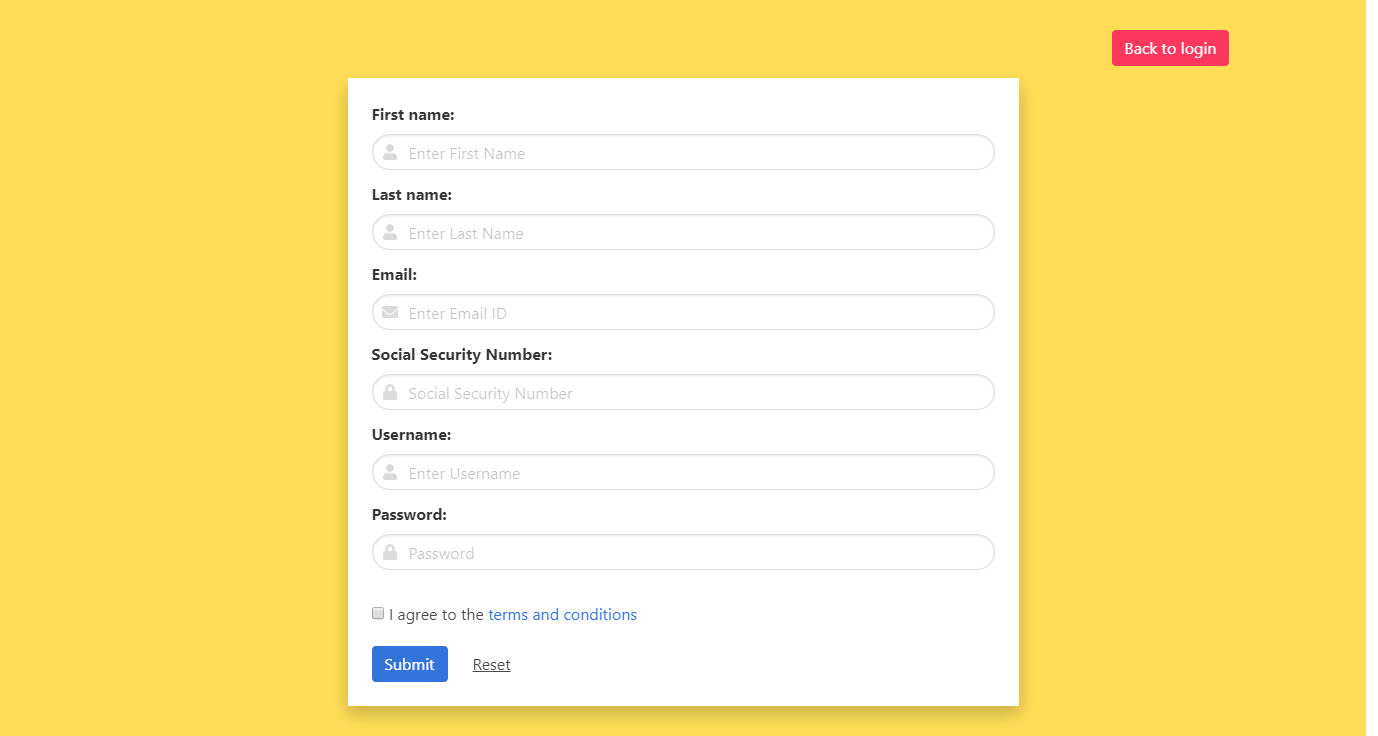 Back to login
First name:
Enter First Name
Last name:
Enter Last Name
Email:
Enter Email ID
Social Security Number:
Social Security Number
Username:
Enter Username
Password:
Password
I agree to the terms and conditions
Submit Reset